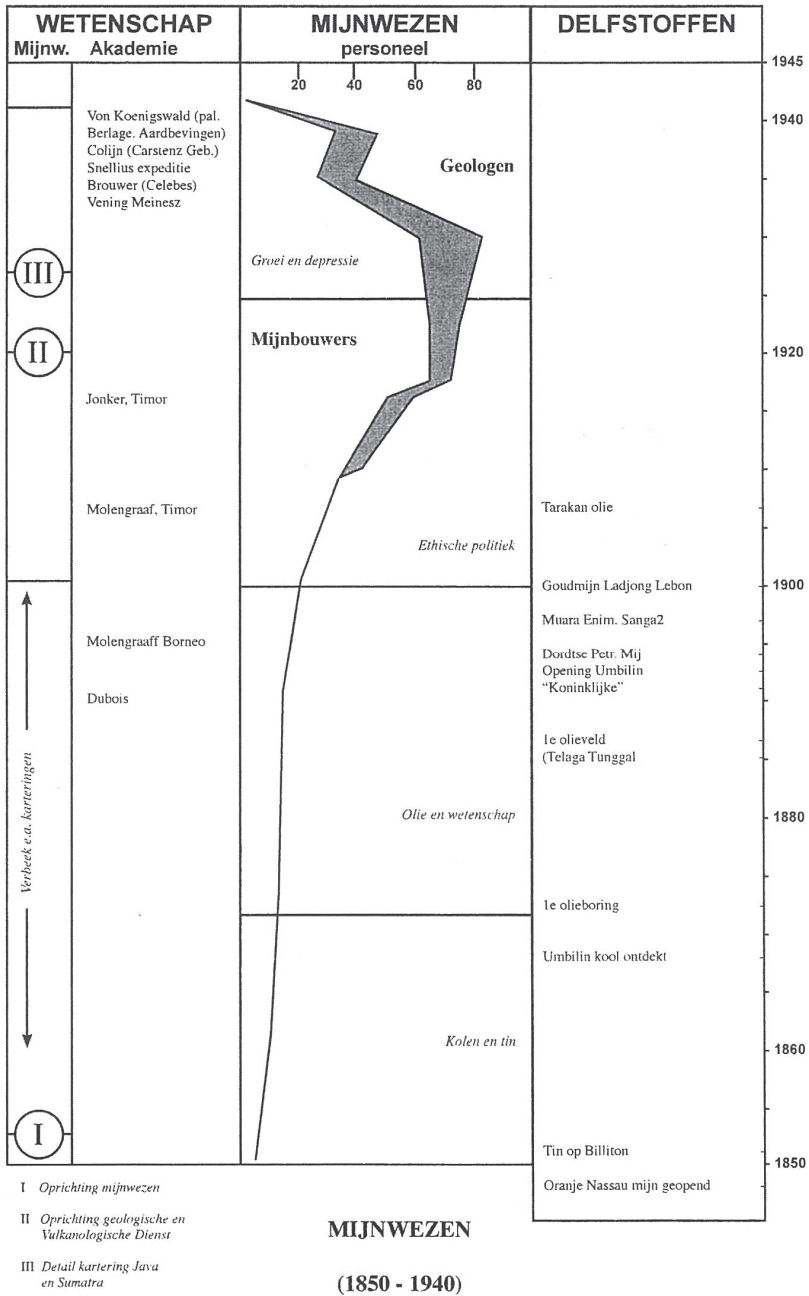 WETENSCHAP
Mijnw. Akademie
MIJNWEZEN
personeel
DELFSTOFFEN
20 40 60 80
1945
1940
1920
1900
1880
1860
1850
Von Koenigswald (pal.
Berlage. Aardbevingen)
Colijn (Carstenz Geb.)
Snellius expeditie
Brouwer (Celebes)
Vening Meinesz
III
II
Jonker, Timor
Molengraaf, Timor
Molengraaff Borneo
Dubois
Verbeek e.a. karteringen
I
Geologen
Groei en depressie
Mijnbouwers
Ethische politiek
Olie en wetenschap
Kolen en tin
Tarakan olie
Goudmijn Ladjong Lebon
Muara Enim. Sanga2
Dordtse Petr. Mij
Opening Umbilin
“Koninklijke”
1e olieveld
(Telaga Tunggal
1e olieboring
Umbilin kool ontdekt
Tin op Billiton
Oranje Nassau mijn geopend
I Oprichting mijnwezen
II Oprichting geologische en
Vulkanologische Dienst
III Detail kartering Java
en Sumatra
MIJNWEZEN
(1850 - 1940)